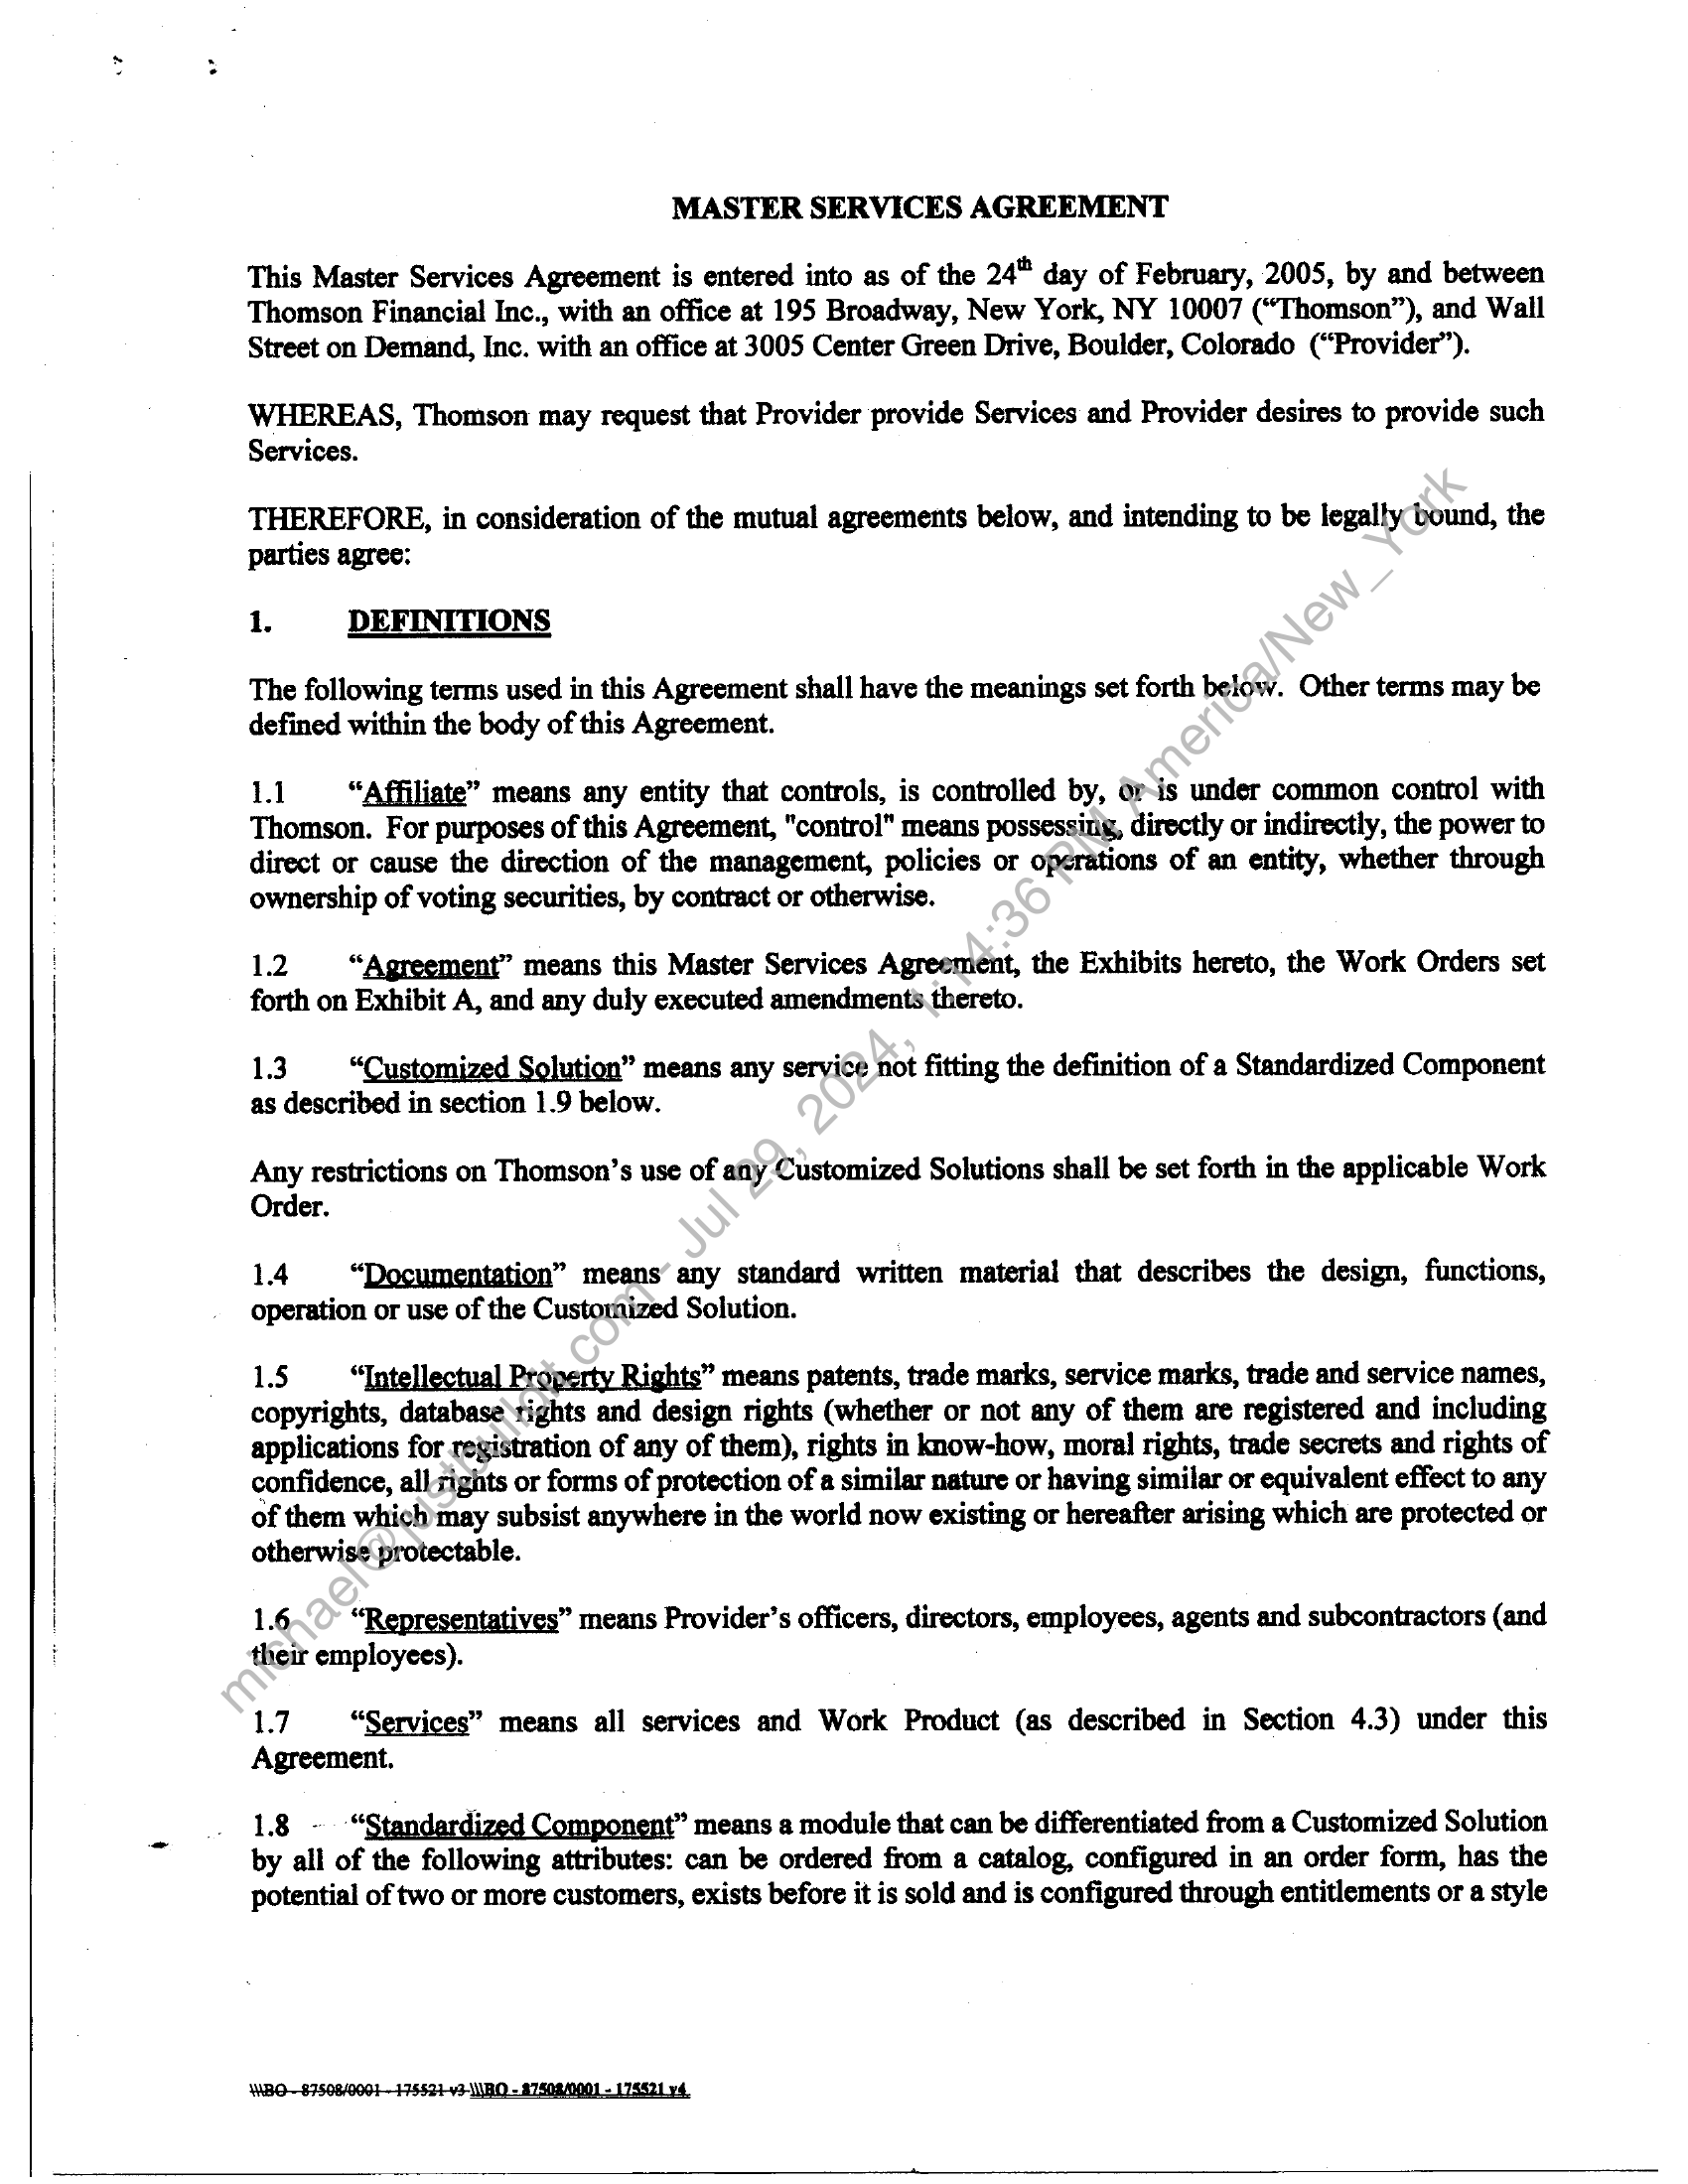 MASTER SERVICES AGREEMENT
This Master Services Agreement is entered into as of the 24th day of February, 2005, by and between
Thomson Financial Inc., with an office at 195 Broadway, New York, NY 10007 (“Thomson”), and Wall
Street on Demand, Inc. with an office at 3005 Center Green Drive, Boulder, Colorado (“Provider”).
WHEREAS, Thomson may request that Provider provide Services and Provider desires to provide such
Services.
THEREFORE, in consideration of the mutual agreements below, and intending to be legally bound, the
parties agree:
1. DEFINITIONS
The following terms used in this Agreement shall have the meanings set forth below. Other terms may be
defined within the body of this Agreement.
1.1 “Affiliate” means any entity that controls, is controlled by, or is under common control with
Thomson. For purposes of this Agreement, "control" means possessing, directly or indirectly, the power to
direct or cause the direction of the management, policies or operations of an entity, whether through
ownership of voting securities, by contract or otherwise.
1.2 “Agreement” means this Master Services Agreement, the Exhibits hereto, the Work Orders set
forth on Exhibit A, and any duly executed amendments thereto.
1.3 “Customized Solution” means any service not fitting the definition of a Standardized Component
as described in section 1.9 below.
Any restrictions on Thomson’s use of any Customized Solutions shall be set forth in the applicable Work
Order.
1.4 “Documentation” means any standard written material that describes the design, functions,
operation or use of the Customized Solution.
1.5 “Intellectual Property Rights” means patents, trade marks, service marks, trade and service names,
copyrights, database rights and design rights (whether or not any of them are registered and including
applications for registration of any of them), rights in know-how, moral rights, trade secrets and rights of
confidence, all rights or forms of protection of a similar nature or having similar or equivalent effect to any
of them which may subsist anywhere in the world now existing or hereafter arising which are protected or
otherwise protectable.
1.6 “Representatives” means Provider’s officers, directors, employees, agents and subcontractors (and
their employees).
1.7 “Services” means all services and Work Product (as described in Section 4.3) under this
Agreement.
1.8 “Standardized Component” means a module that can be differentiated from a Customized Solution
by all of the following attributes: can be ordered from a catalog, configured in an order form, has the
potential of two or more customers, exists before it is sold and is configured through entitlements or a style
\\\BO - 87508/0001 - 175521 v3 \\\BO - 87508/0001 - 175521 v4
michael@justbuildit.com - Jul 29, 2024, 1:14:36 PM America/New_York